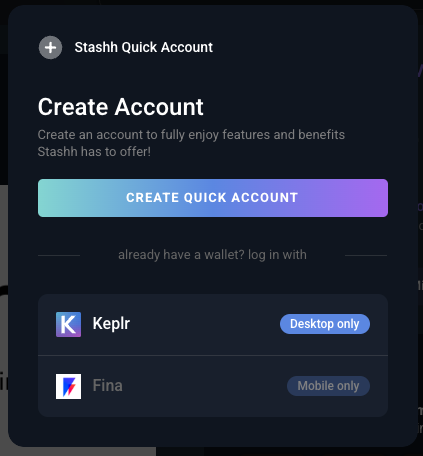 Stashh Quick Account
Create Account
Create an account to fully enjoy features and benefits
Stashh has to offer!
CREATE QUICK ACCOUNT
already have a wallet? log in with
Keplr
Desktop only
Fina
Mobile only